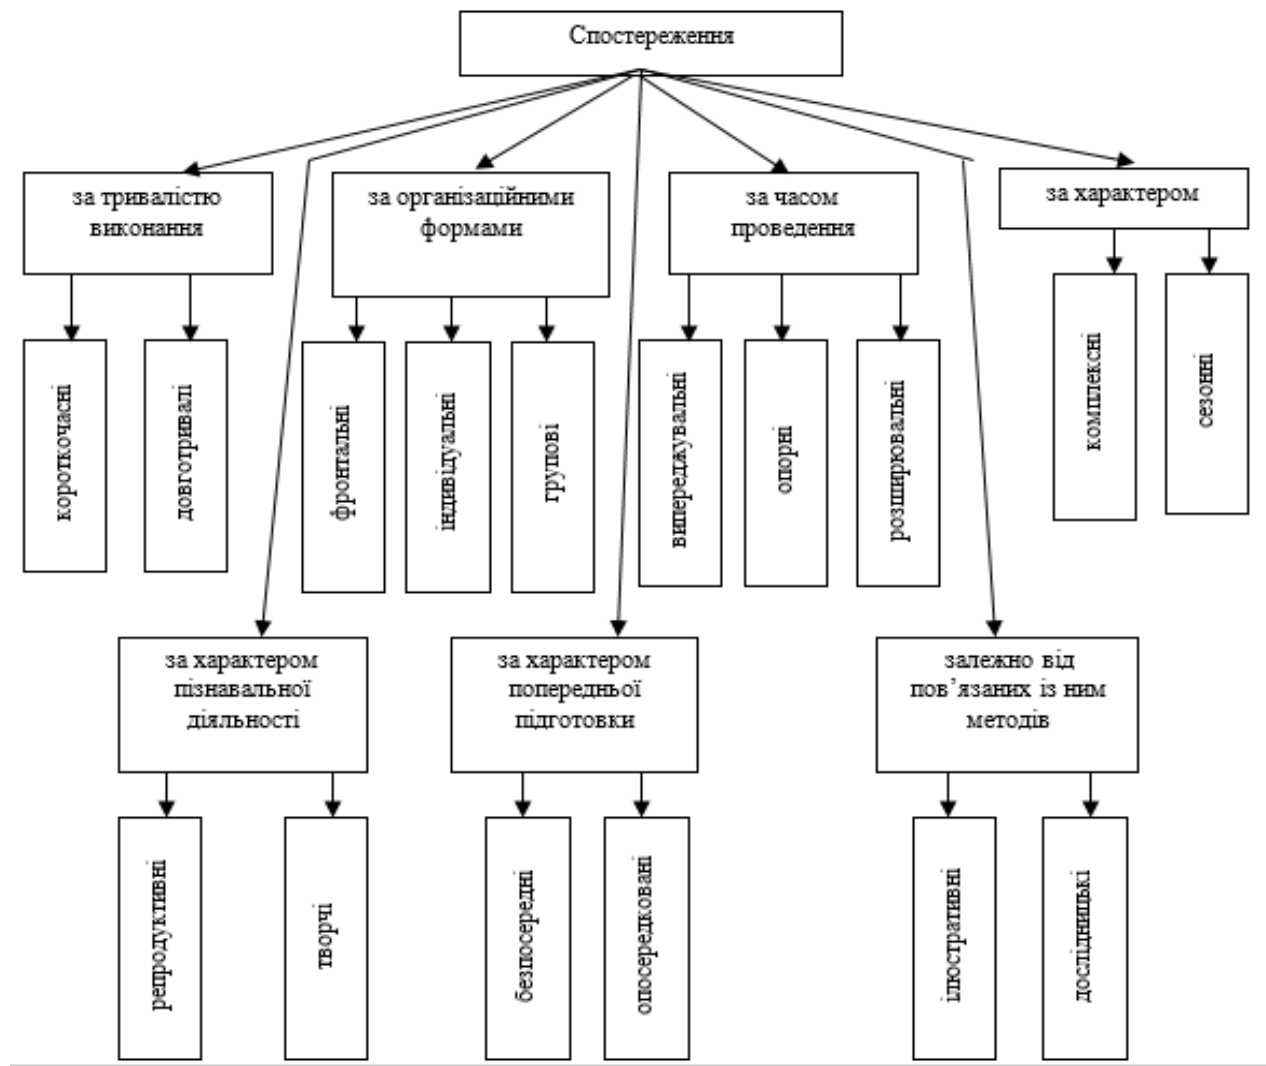 Спостереження
за тривалістю
виконання
за організаційними
формами
за часом
проведення
за характером
короткочасні
довготривалі
фронтальні
індивідуальні
групові
випереджувальні
опорні
розширювальні
комплексні
сезонні
за характером
пізнавальної
діяльності
за характером
попередньої
підготовки
залежно від
пов’язаних із ним
методів
репродуктивні
творчі
безпосередні
опосередковані
ілюстративні
дослідницькі